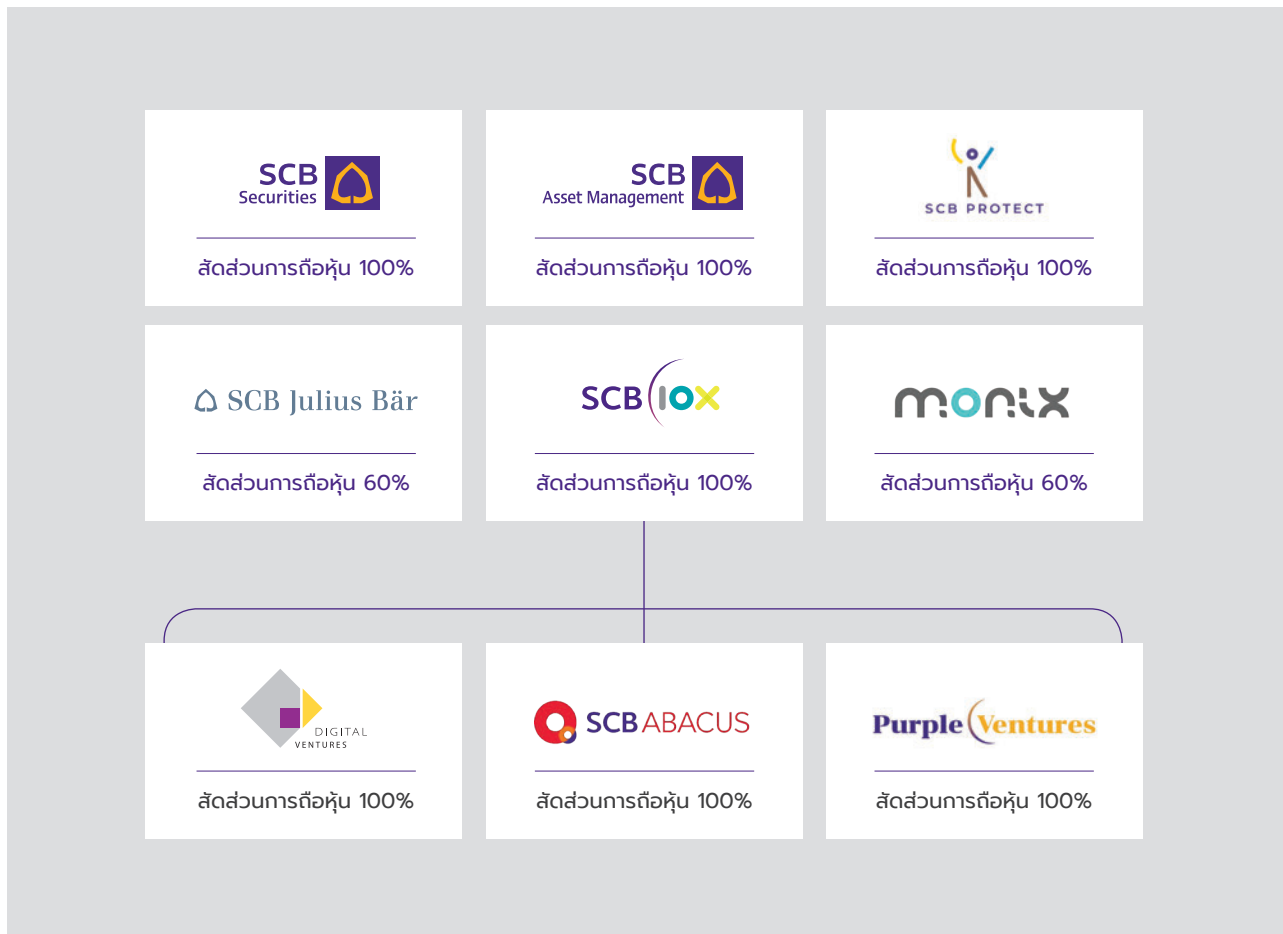 SCB
Securities
สัดส่วนการถือหุ้น 100%
SCB
Asset Management
สัดส่วนการถือหุ้น 100%
SCB PROTECT
สัดส่วนการถือหุ้น 100%
SCB Julius Bär
สัดส่วนการถือหุ้น 60%
SCB 10X
สัดส่วนการถือหุ้น 100%
monix
สัดส่วนการถือหุ้น 60%
DIGITAL
VENTURES
สัดส่วนการถือหุ้น 100%
SCB ABACUS
สัดส่วนการถือหุ้น 100%
Purple Ventures
สัดส่วนการถือหุ้น 100%